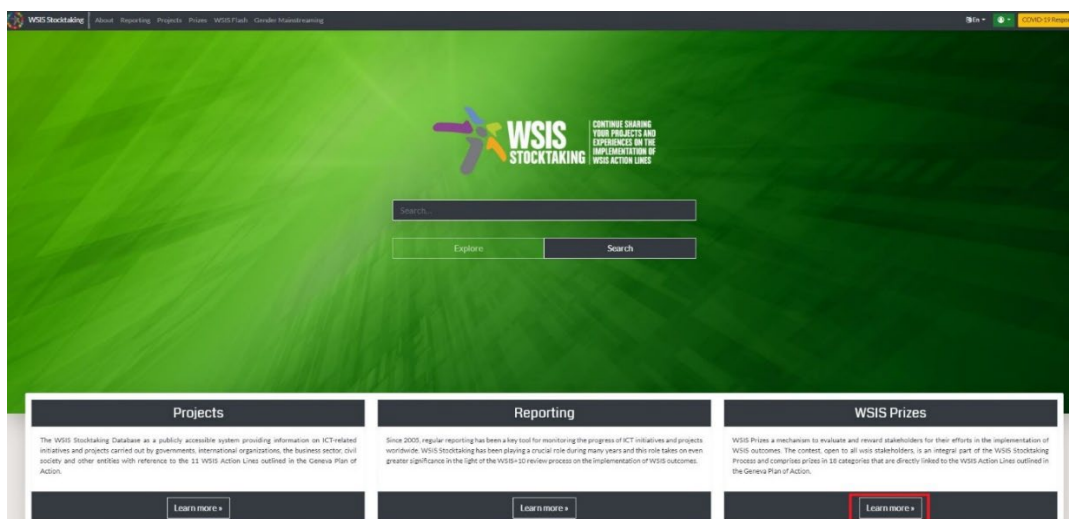 WSIS Stocktaking About Reporting Projects Prizes WSIS Flash Gender Mainstreaming En COVID-19 Respo
WSIS
STOCKTAKING
CONTINUE SHARING
YOUR PROJECTS AND
EXPERIENCES ON THE
IMPLEMENTATION OF
WSIS ACTION LINES
Search...
Explore Search
Projects
The WSIS Stocktaking Database as a publicly accessible system providing information on ICT-related
initiatives and projects carried out by governments, international organizations, the business sector, civil
society and other entities with reference to the 11 WSIS Action Lines outlined in the Geneva Plan of
Action.
Learn more »
Reporting
Since 2005, regular reporting has been a key tool for monitoring the progress of ICT initiatives and projects
worldwide. WSIS Stocktaking has been playing a crucial role during many years and this role takes on even
greater significance in the light of the WSIS+10 review process on the implementation of WSIS outcomes.
Learn more »
WSIS Prizes
WSIS Prizes a mechanism to evaluate and reward stakeholders for their efforts in the implementation of
WSIS outcomes. The contest, open to all wsis stakeholders, is an integral part of the WSIS Stocktaking
Process and comprises prizes in 18 categories that are directly linked to the WSIS Action Lines outlined in
the Geneva Plan of Action.
Learn more »